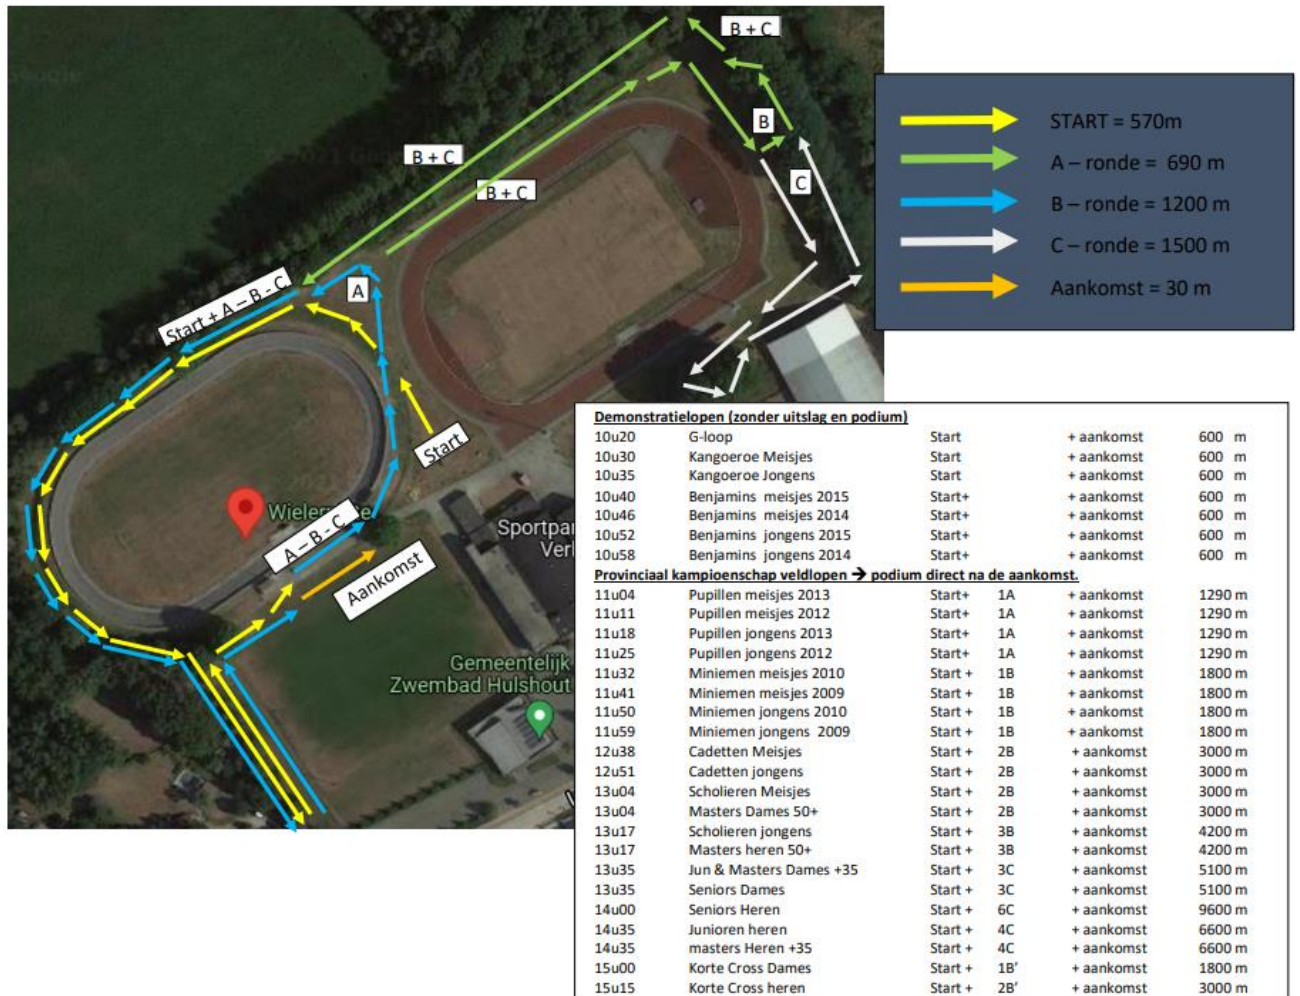 Google
B + C
B
B + C
B + C
C
A
Start + A – B - C
Start
A – B - C
Aankomst
Sportpar
Gemeentelijk
Zwembad Hulshout
START = 570m
A – ronde = 690 m
B – ronde = 1200 m
C – ronde = 1500 m
Aankomst = 30 m
Demonstratielopen (zonder uitslag en podium)
10u20 G-loop Start + aankomst 600 m
10u30 Kangoeroe Meisjes Start + aankomst 600 m
10u35 Kangoeroe Jongens Start + aankomst 600 m
10u40 Benjamins meisjes 2015 Start+ + aankomst 600 m
10u46 Benjamins meisjes 2014 Start+ + aankomst 600 m
10u52 Benjamins jongens 2015 Start+ + aankomst 600 m
10u58 Benjamins jongens 2014 Start+ + aankomst 600 m
Provinciaal kampioenschap veldlopen ➔ podium direct na de aankomst.
11u04 Pupillen meisjes 2013 Start+ 1A + aankomst 1290 m
11u11 Pupillen meisjes 2012 Start+ 1A + aankomst 1290 m
11u18 Pupillen jongens 2013 Start+ 1A + aankomst 1290 m
11u25 Pupillen jongens 2012 Start+ 1A + aankomst 1290 m
11u32 Miniemen meisjes 2010 Start + 1B + aankomst 1800 m
11u41 Miniemen meisjes 2009 Start + 1B + aankomst 1800 m
11u50 Miniemen jongens 2010 Start + 1B + aankomst 1800 m
11u59 Miniemen jongens 2009 Start + 1B + aankomst 1800 m
12u38 Cadetten Meisjes Start + 2B + aankomst 3000 m
12u51 Cadetten jongens Start + 2B + aankomst 3000 m
13u04 Scholieren Meisjes Start + 2B + aankomst 3000 m
13u04 Masters Dames 50+ Start + 2B + aankomst 3000 m
13u17 Scholieren jongens Start + 3B + aankomst 4200 m
13u17 Masters heren 50+ Start + 3B + aankomst 4200 m
13u35 Jun & Masters Dames +35 Start + 3C + aankomst 5100 m
13u35 Seniors Dames Start + 3C + aankomst 5100 m
14u00 Seniors Heren Start + 6C + aankomst 9600 m
14u35 Junioren heren Start + 4C + aankomst 6600 m
14u35 masters Heren +35 Start + 4C + aankomst 6600 m
15u00 Korte Cross Dames Start + 1B' + aankomst 1800 m
15u15 Korte Cross heren Start + 2B' + aankomst 3000 m